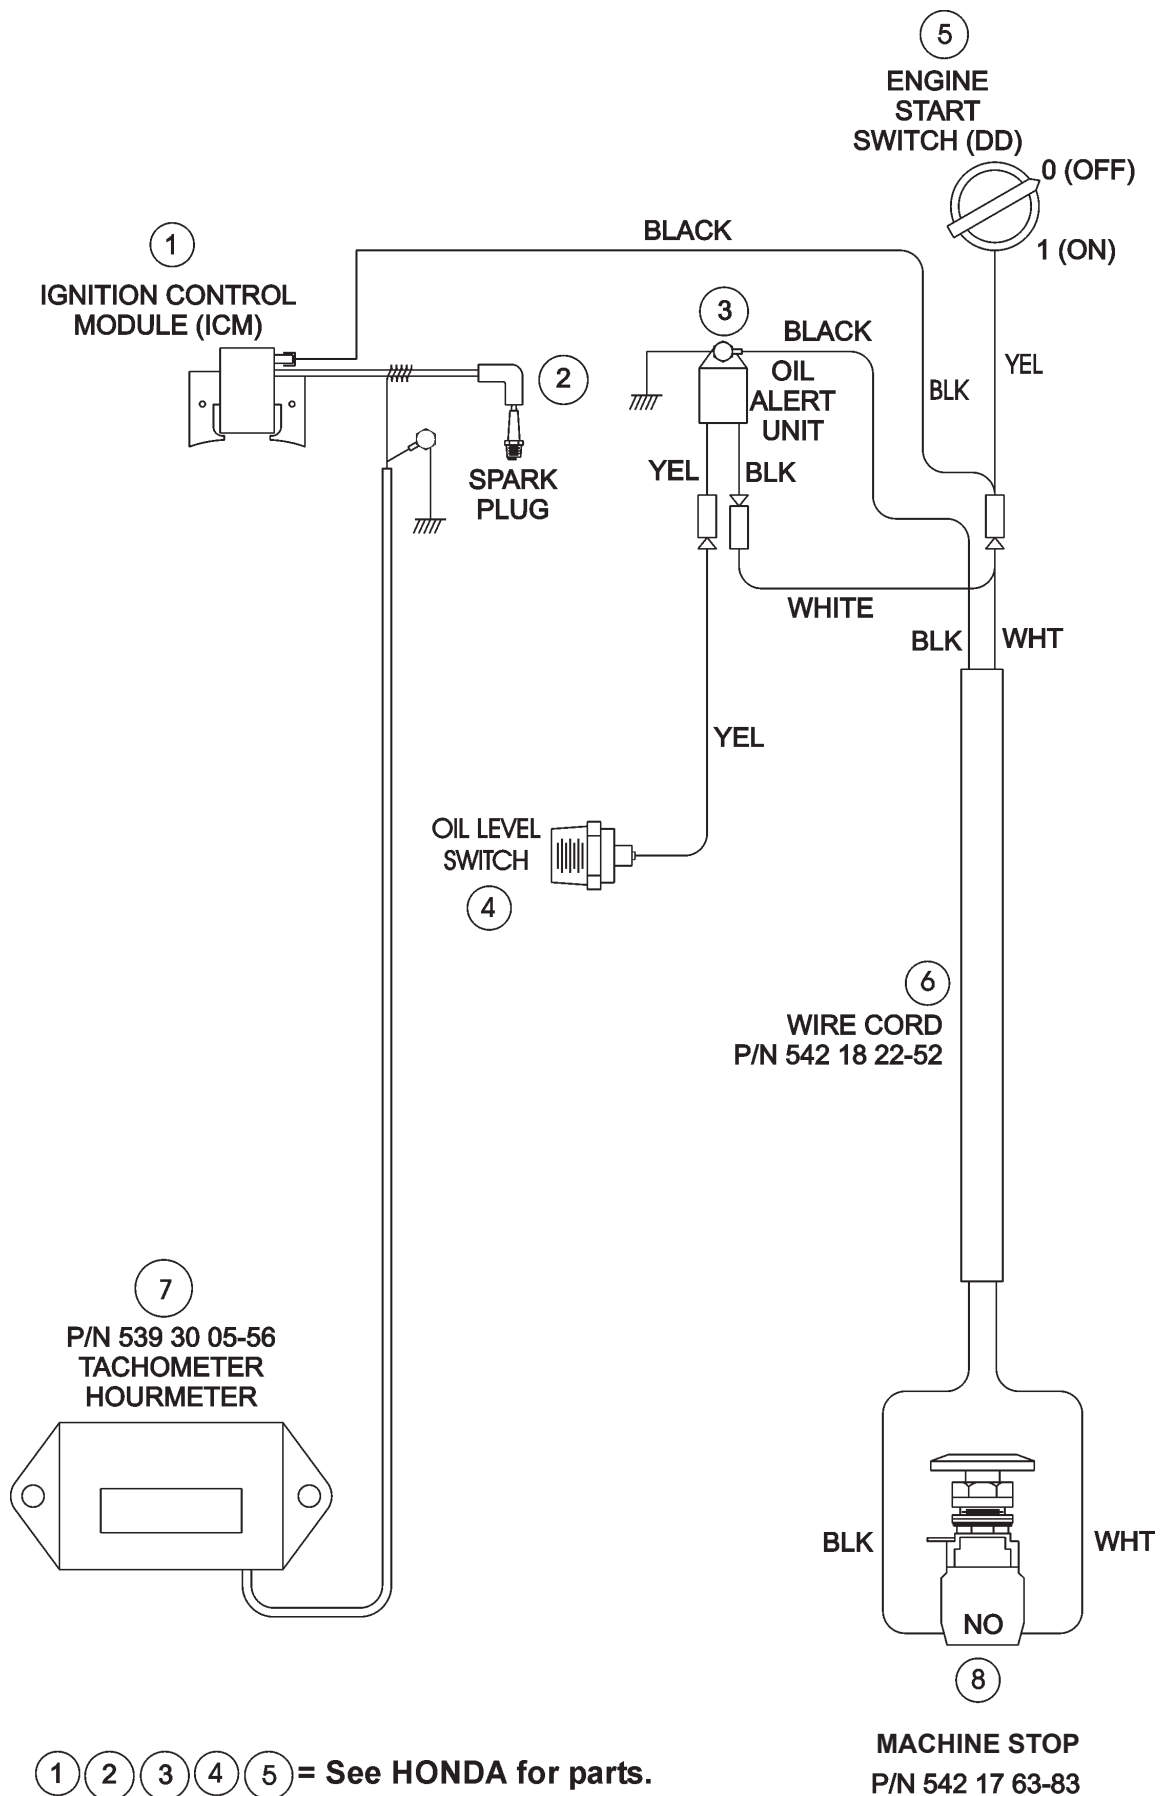 5
ENGINE
START
SWITCH (DD)
0 (OFF)
1 (ON)
1
IGNITION CONTROL
MODULE (ICM)
BLACK
3
BLACK
OIL
ALERT
UNIT
2
SPARK
PLUG
YEL
BLK
BLK
YEL
WHITE
BLK
WHT
YEL
OIL LEVEL
SWITCH
4
6
WIRE CORD
P/N 542 18 22-52
7
P/N 539 30 05-56
TACHOMETER
HOURMETER
BLK
WHT
NO
8
MACHINE STOP
P/N 542 17 63-83
1 2 3 4 5 = See HONDA for parts.